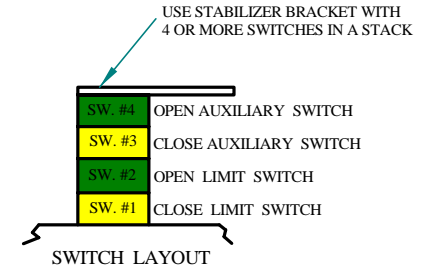 USE STABILIZER BRACKET WITH
4 OR MORE SWITCHES IN A STACK
SW. #4 OPEN AUXILIARY SWITCH
SW. #3 CLOSE AUXILIARY SWITCH
SW. #2 OPEN LIMIT SWITCH
SW. #1 CLOSE LIMIT SWITCH
SWITCH LAYOUT